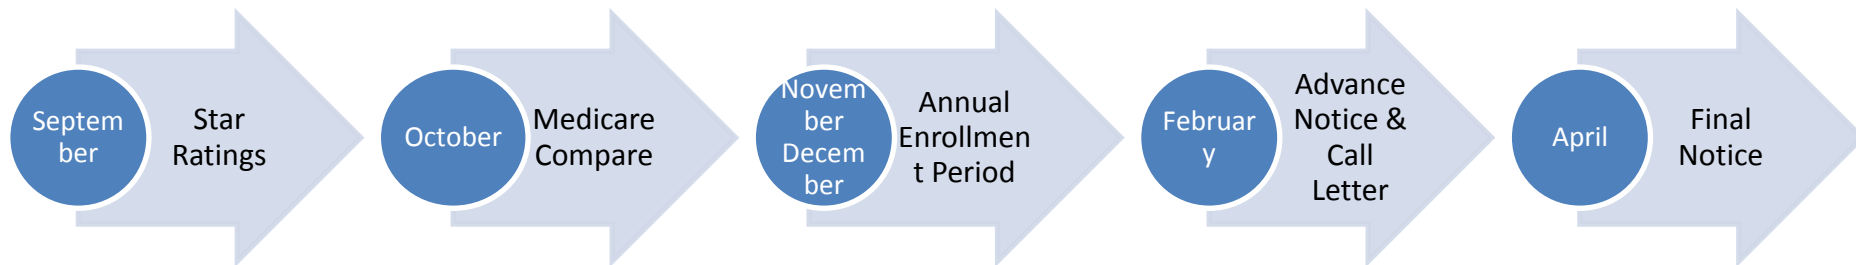 Septem
ber
Star
Ratings
October
Medicare
Compare
Novem
ber
Decem
ber
Annual
Enrollmen
t Period
Februar
y
Advance
Notice &
Call
Letter
April
Final
Notice